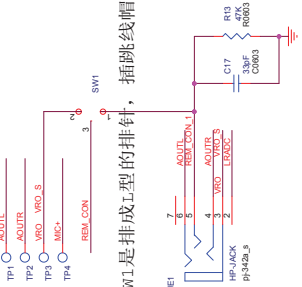 R13
47K
R0603
C17
33pF
C0603
SW1
1
2
3
W1是排成I型的排针，插跳线帽
AOUTL
AOUTR
VRO VRO_S
MIC+
REM_CON
TP1
TP2
TP3
TP4
AOUTL
REM_CON_1
AOUTR
VRO_S
VRO
LRADC
7
6
5
4
3
2
HP-JACK
pj-342a_s